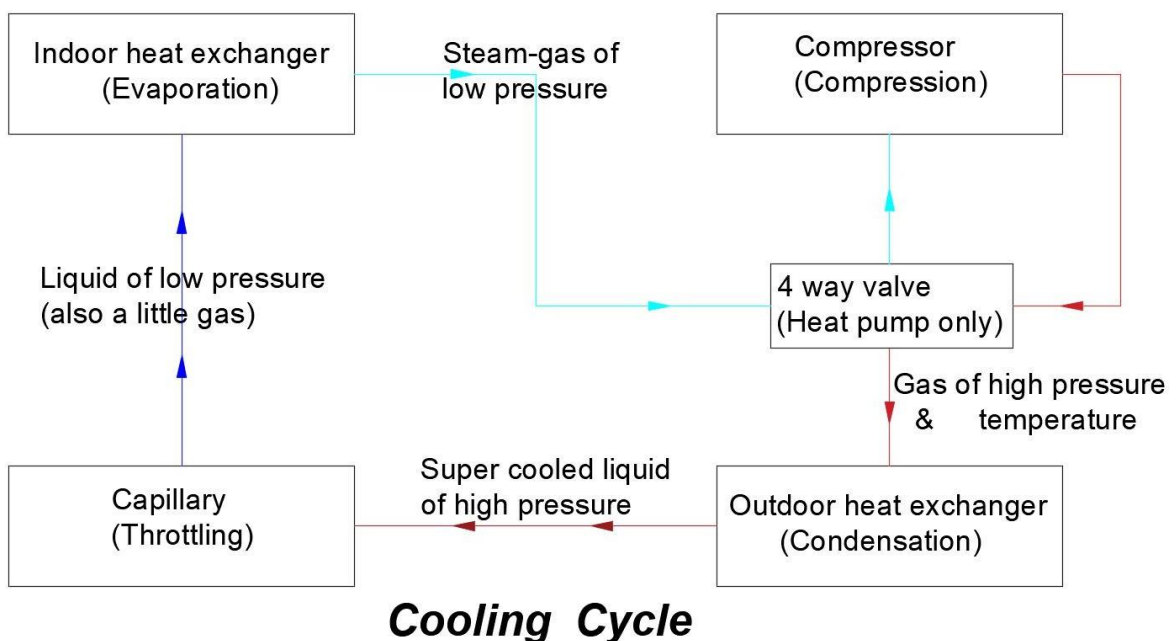 Indoor heat exchanger
(Evaporation)
Steam-gas of
low pressure
Compressor
(Compression)
Liquid of low pressure
(also a little gas)
4 way valve
(Heat pump only)
Gas of high pressure
& temperature
Capillary
(Throttling)
Super cooled liquid
of high pressure
Outdoor heat exchanger
(Condensation)
Cooling Cycle